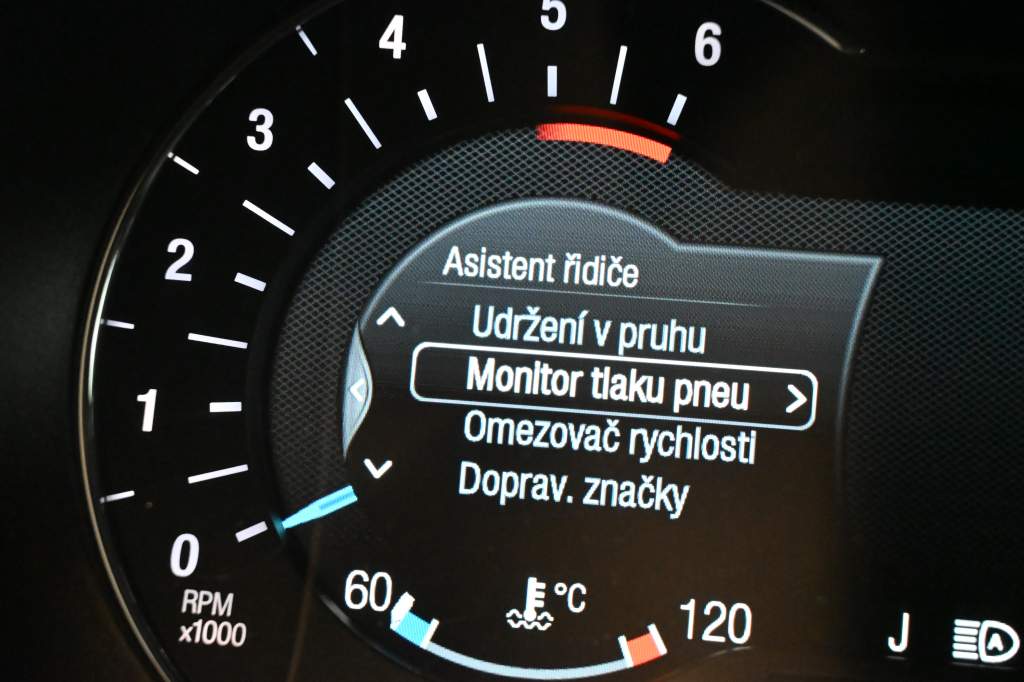 5
4
6
3
2
1
0
RPM
x1000
Asistent řidiče
Udržení v pruhu
Monitor tlaku pneu
Omezovač rychlosti
Doprav. značky
60
°C
120
J
A